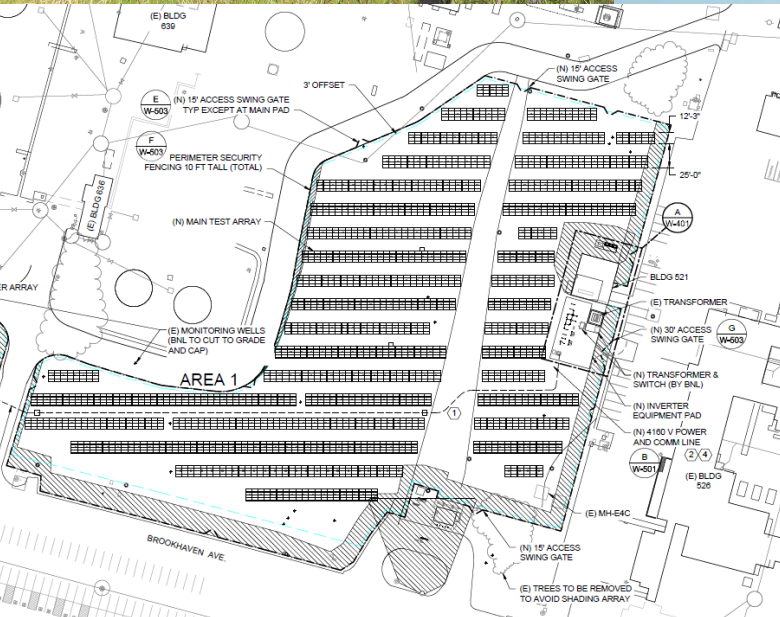 (E) BLDG
639
(N) 15' ACCESS
SWING GATE
3' OFFSET
E
W-503
(N) 15' ACCESS SWING GATE
TYP EXCEPT AT MAIN PAD
12'-3"
F
W-503
PERIMETER SECURITY
FENCING 10 FT TALL (TOTAL)
25'-0"
(E) BLDG 636
(N) MAIN TEST ARRAY
A
W-401
BLDG 521
ER ARRAY
(E) TRANSFORMER
(E) MONITORING WELLS
(BNL TO CUT TO GRADE
AND CAP)
(N) 30' ACCESS
SWING GATE
G
W-503
AREA 1
(N) TRANSFORMER &
SWITCH (BY BNL)
(N) INVERTER
EQUIPMENT PAD
1
(N) 4160 V POWER
AND COMM LINE
B
W-501
2 4
(E) BLDG
526
(E) MH-E4C
BROOKHAVEN AVE.
(N) 15' ACCESS
SWING GATE
(E) TREES TO BE REMOVED
TO AVOID SHADING ARRAY